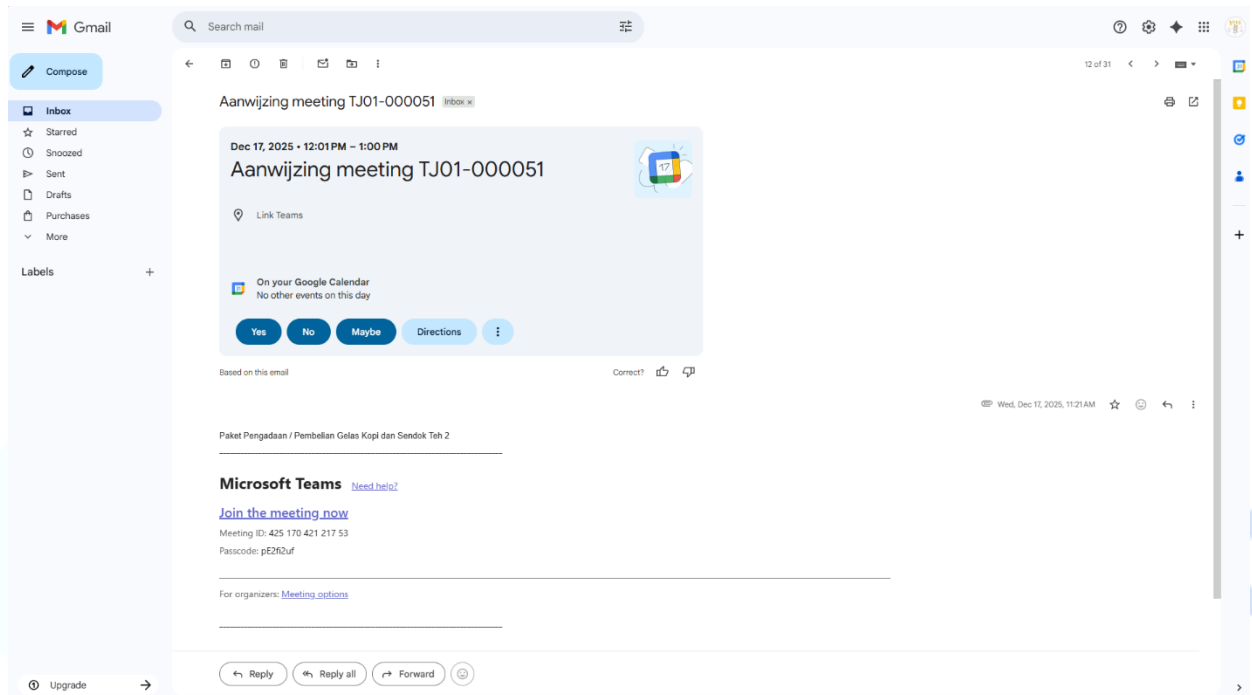 Gmail
Search mail
Compose
12 of 31
Inbox
Starred
Snoozed
Sent
Drafts
Purchases
More
Labels
Aanwijzing meeting TJ01-000051 Inbox x
Dec 17, 2025 • 12:01 PM – 1:00 PM
Aanwijzing meeting TJ01-000051
17
Link Teams
On your Google Calendar
No other events on this day
Yes No Maybe Directions
Based on this email
Correct?
Wed, Dec 17, 2025, 11:21 AM
Paket Pengadaan / Pembelian Gelas Kopi dan Sendok Teh 2
Microsoft Teams Need help?
Join the meeting now
Meeting ID: 425 170 421 217 53
Passcode: pE2fi2uf
For organizers: Meeting options
Reply Reply all Forward
Upgrade